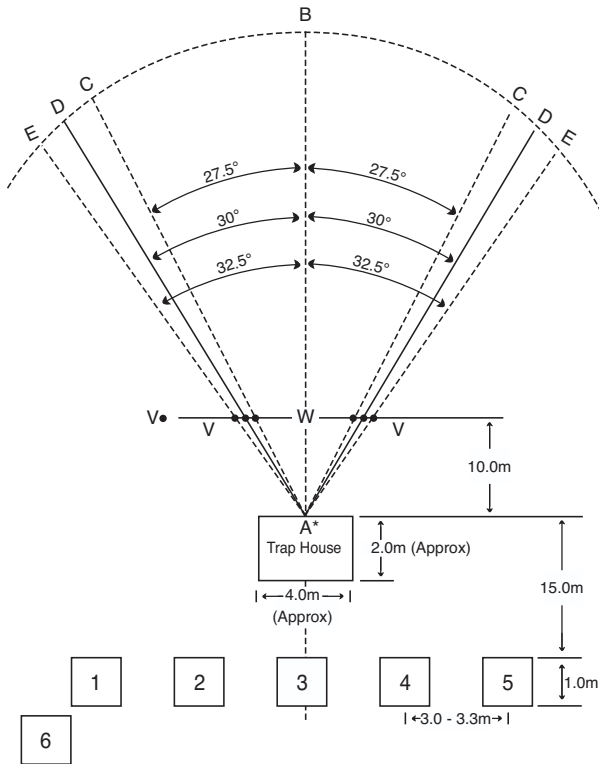 B
C
D
E
C
D
E
27.5°
27.5°
30°
30°
32.5°
32.5°
V
V
W
V
10.0m
A*
Trap House
2.0m (Approx)
15.0m
4.0m
(Approx)
1
2
3
4
5
1.0m
3.0 - 3.3m
6